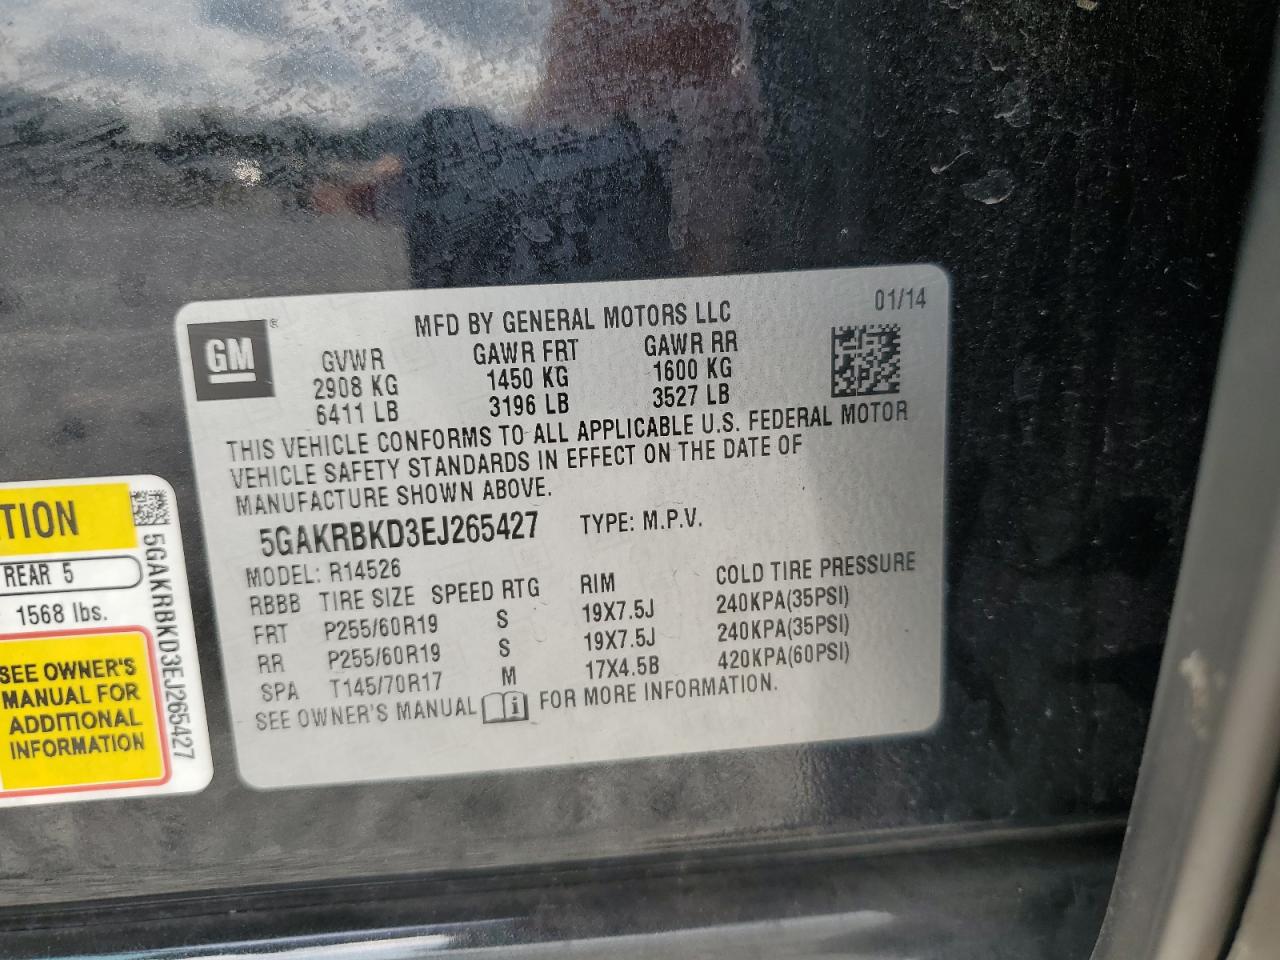 MFD BY GENERAL MOTORS LLC 01/14
GM®
GVWR GAWR FRT GAWR RR
2908 KG 1450 KG 1600 KG
6411 LB 3196 LB 3527 LB
THIS VEHICLE CONFORMS TO ALL APPLICABLE U.S. FEDERAL MOTOR
VEHICLE SAFETY STANDARDS IN EFFECT ON THE DATE OF
MANUFACTURE SHOWN ABOVE.
5GAKRBKD3EJ265427 TYPE: M.P.V.
MODEL: R14526
RBBB TIRE SIZE SPEED RTG RIM COLD TIRE PRESSURE
FRT P255/60R19 S 19X7.5J 240KPA(35PSI)
RR P255/60R19 S 19X7.5J 240KPA(35PSI)
SPA T145/70R17 M 17X4.5B 420KPA(60PSI)
SEE OWNER'S MANUAL i FOR MORE INFORMATION.
TION
REAR 5
1568 lbs.
SEE OWNER'S
MANUAL FOR
ADDITIONAL
INFORMATION
5GAKRBKD3EJ265427